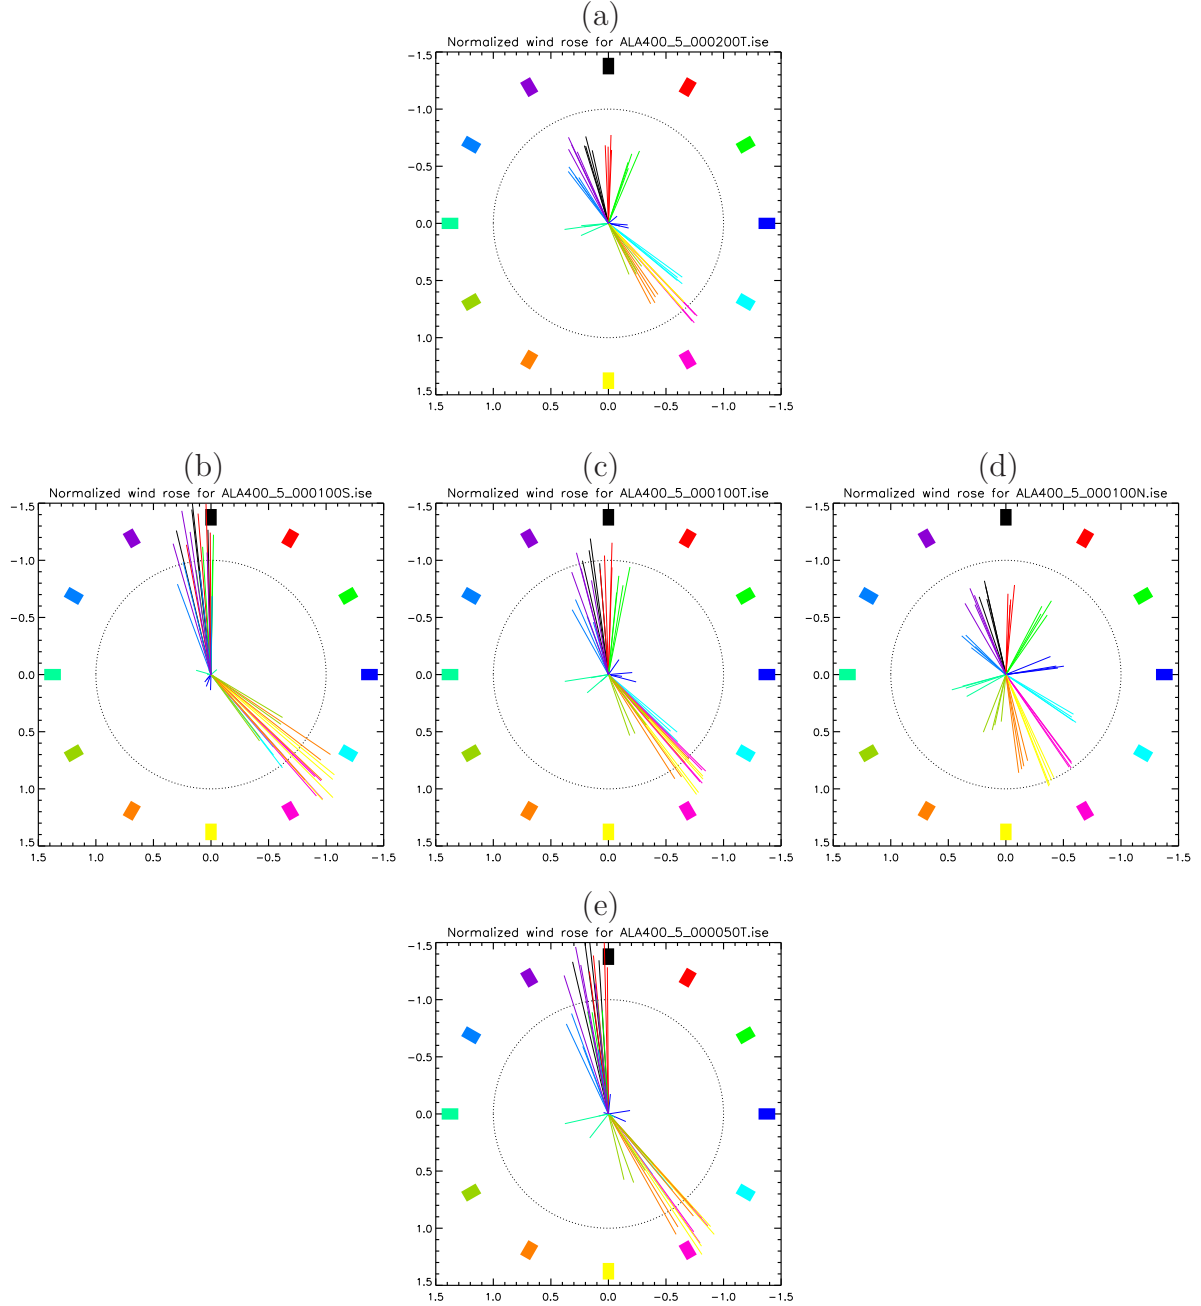 (a)
Normalized wind rose for ALA400_5_000200T.ise
-1.5
-1.0
-0.5
0.0
0.5
1.0
1.5
1.5 1.0 0.5 0.0 -0.5 -1.0 -1.5
(b) (c) (d)
Normalized wind rose for ALA400_5_000100S.ise Normalized wind rose for ALA400_5_000100T.ise Normalized wind rose for ALA400_5_000100N.ise
-1.5 -1.5 -1.5
-1.0 -1.0 -1.0
-0.5 -0.5 -0.5
0.0 0.0 0.0
0.5 0.5 0.5
1.0 1.0 1.0
1.5 1.5 1.5
1.5 1.0 0.5 0.0 -0.5 -1.0 -1.5 1.5 1.0 0.5 0.0 -0.5 -1.0 -1.5 1.5 1.0 0.5 0.0 -0.5 -1.0 -1.5
(e)
Normalized wind rose for ALA400_5_000050T.ise
-1.5
-1.0
-0.5
0.0
0.5
1.0
1.5
1.5 1.0 0.5 0.0 -0.5 -1.0 -1.5